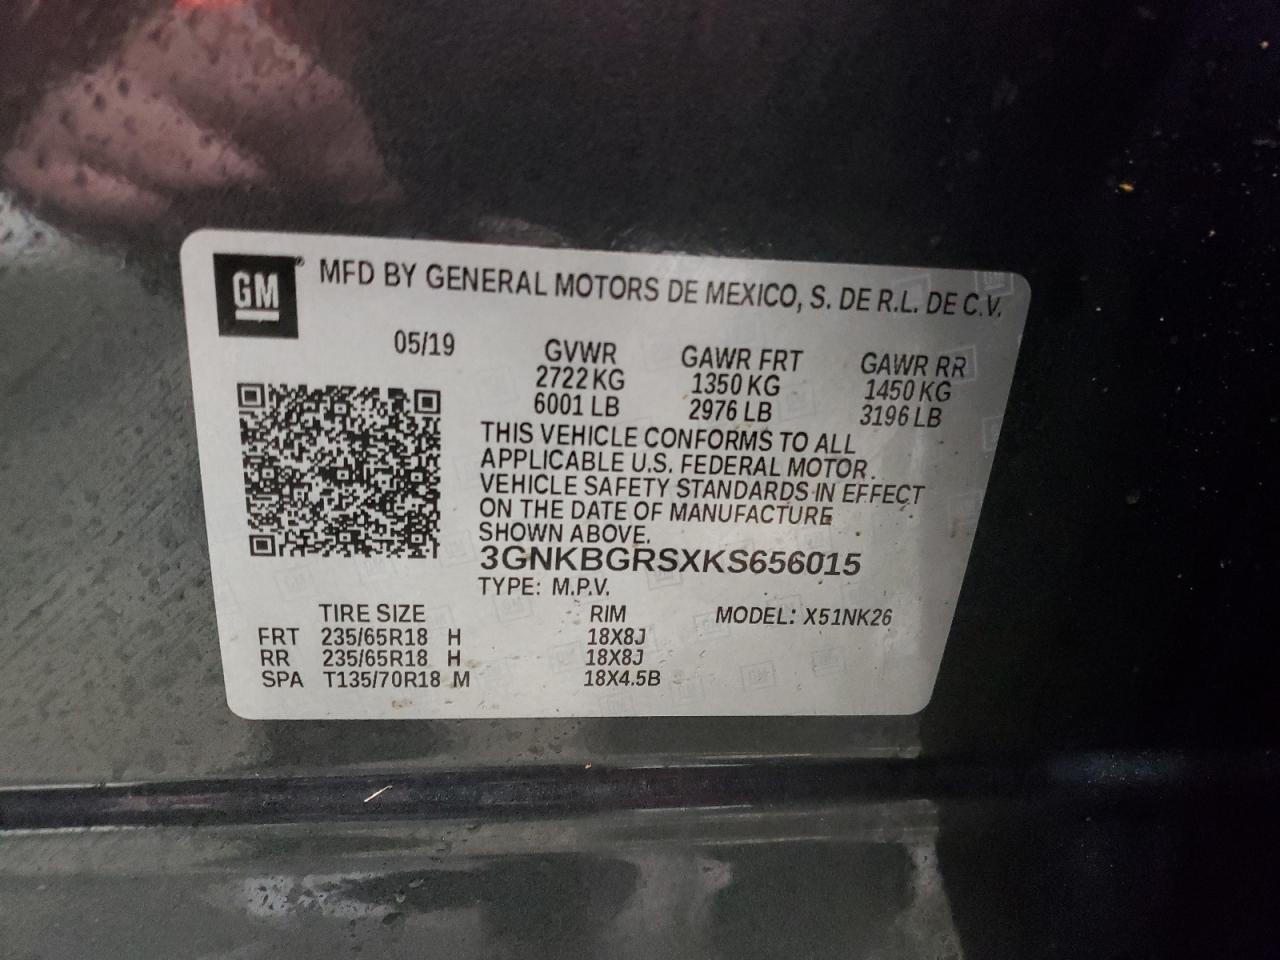 GM® MFD BY GENERAL MOTORS DE MEXICO, S. DE R.L. DE C.V.
05/19 GVWR GAWR FRT GAWR RR
2722 KG 1350 KG 1450 KG
6001 LB 2976 LB 3196 LB
THIS VEHICLE CONFORMS TO ALL
APPLICABLE U.S. FEDERAL MOTOR
VEHICLE SAFETY STANDARDS IN EFFECT
ON THE DATE OF MANUFACTURE
SHOWN ABOVE.
3GNKBGRSXKS656015
TYPE: M.P.V.
TIRE SIZE RIM MODEL: X51NK26
FRT 235/65R18 H 18X8J
RR 235/65R18 H 18X8J
SPA T135/70R18 M 18X4.5B